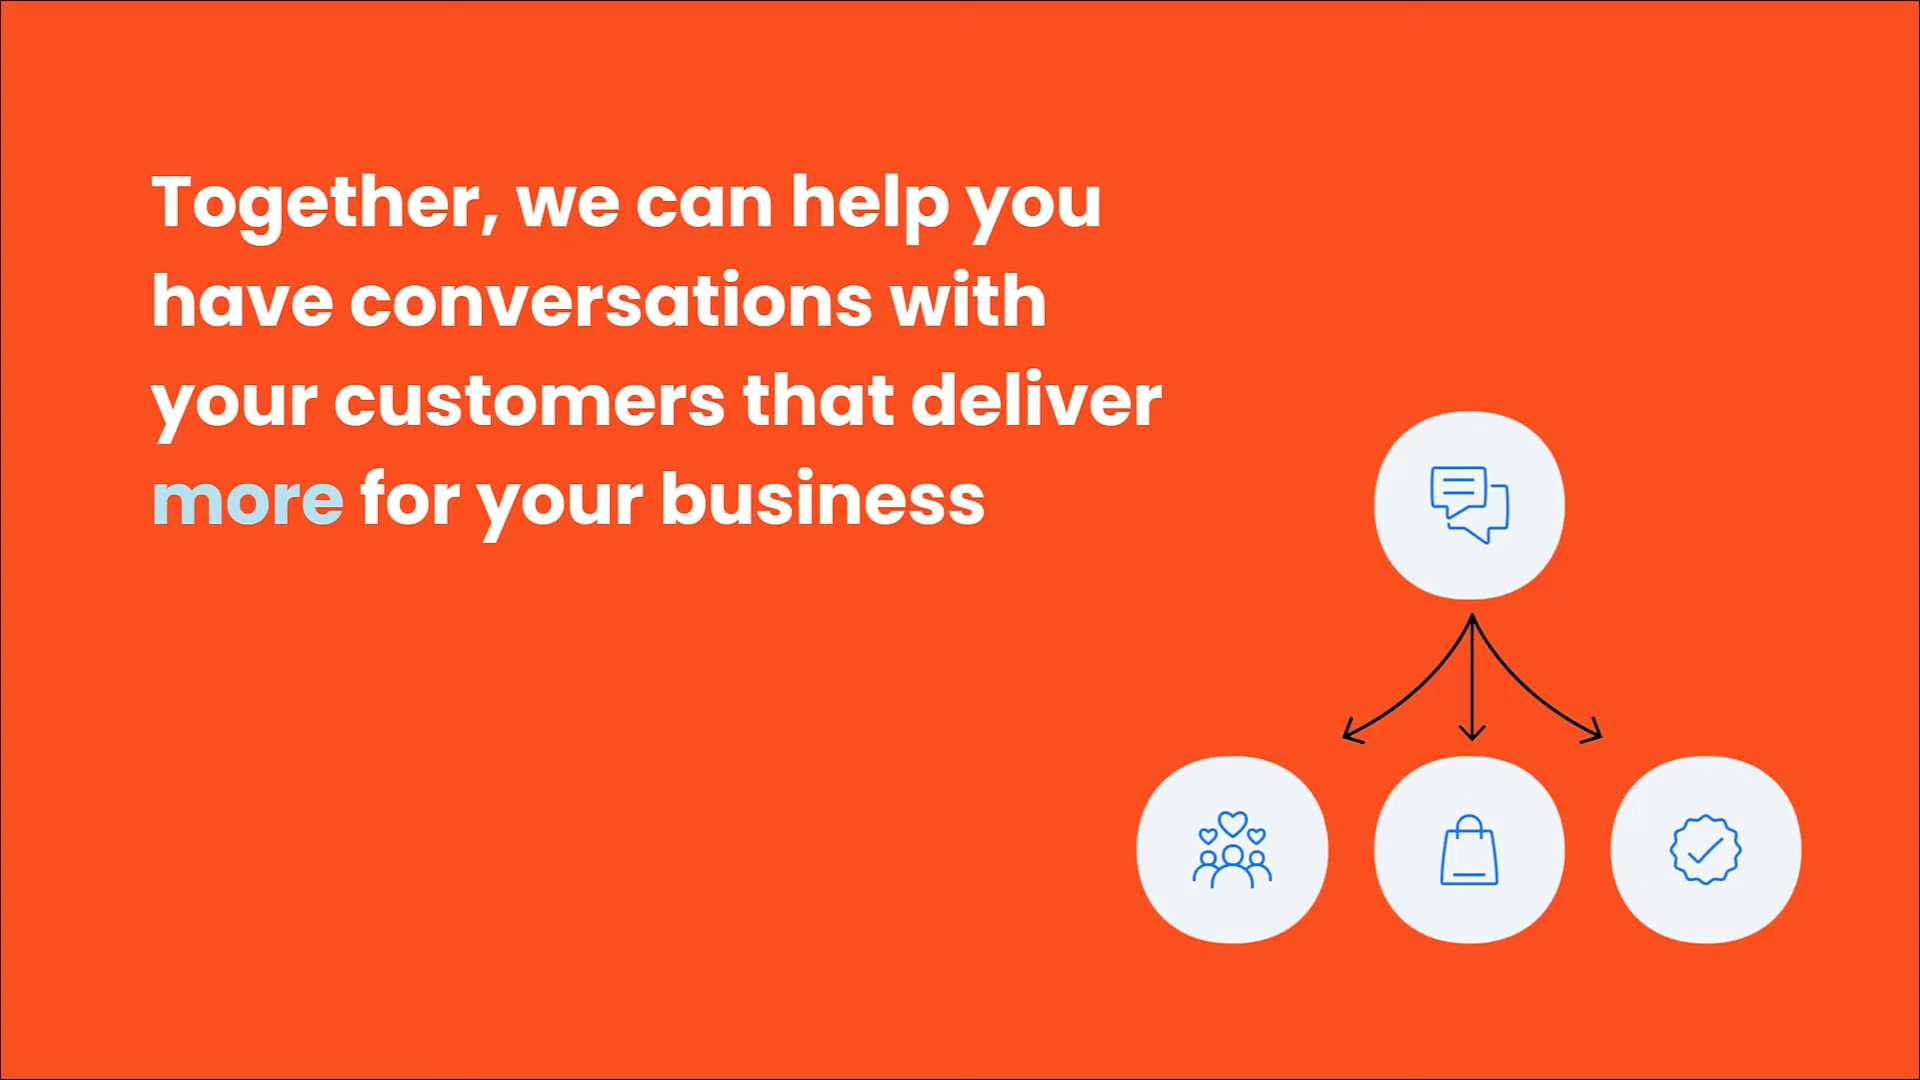 Together, we can help you
have conversations with
your customers that deliver
more for your business